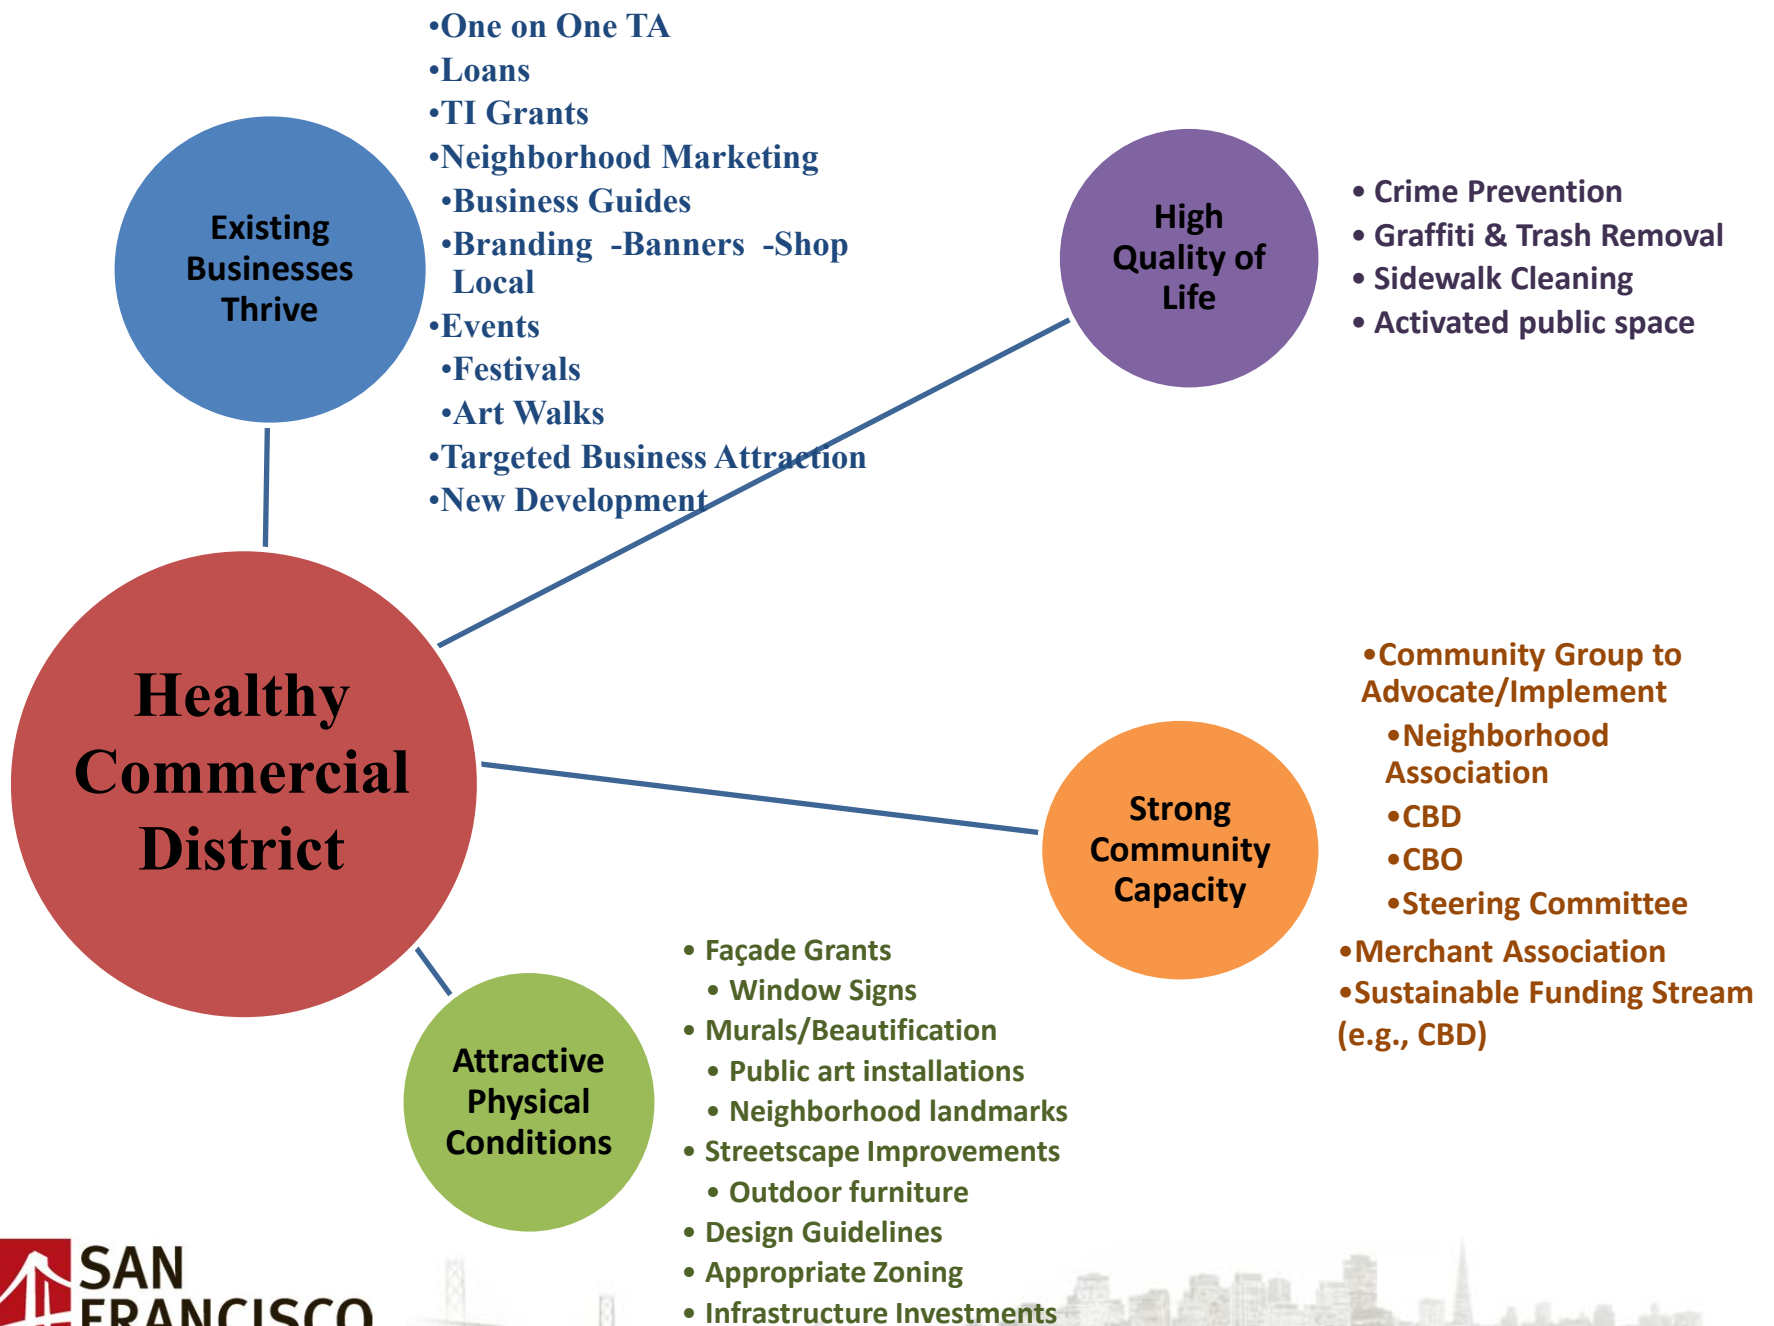 •One on One TA
•Loans
•TI Grants
•Neighborhood Marketing
•Business Guides
•Branding -Banners -Shop
Local
•Events
•Festivals
•Art Walks
•Targeted Business Attraction
•New Development
Existing
Businesses
Thrive
High
Quality of
Life
• Crime Prevention
• Graffiti & Trash Removal
• Sidewalk Cleaning
• Activated public space
Healthy
Commercial
District
Strong
Community
Capacity
•Community Group to
Advocate/Implement
•Neighborhood
Association
•CBD
•CBO
•Steering Committee
•Merchant Association
•Sustainable Funding Stream
(e.g., CBD)
Attractive
Physical
Conditions
• Façade Grants
• Window Signs
• Murals/Beautification
• Public art installations
• Neighborhood landmarks
• Streetscape Improvements
• Outdoor furniture
• Design Guidelines
• Appropriate Zoning
• Infrastructure Investments
SAN
FRANCISCO